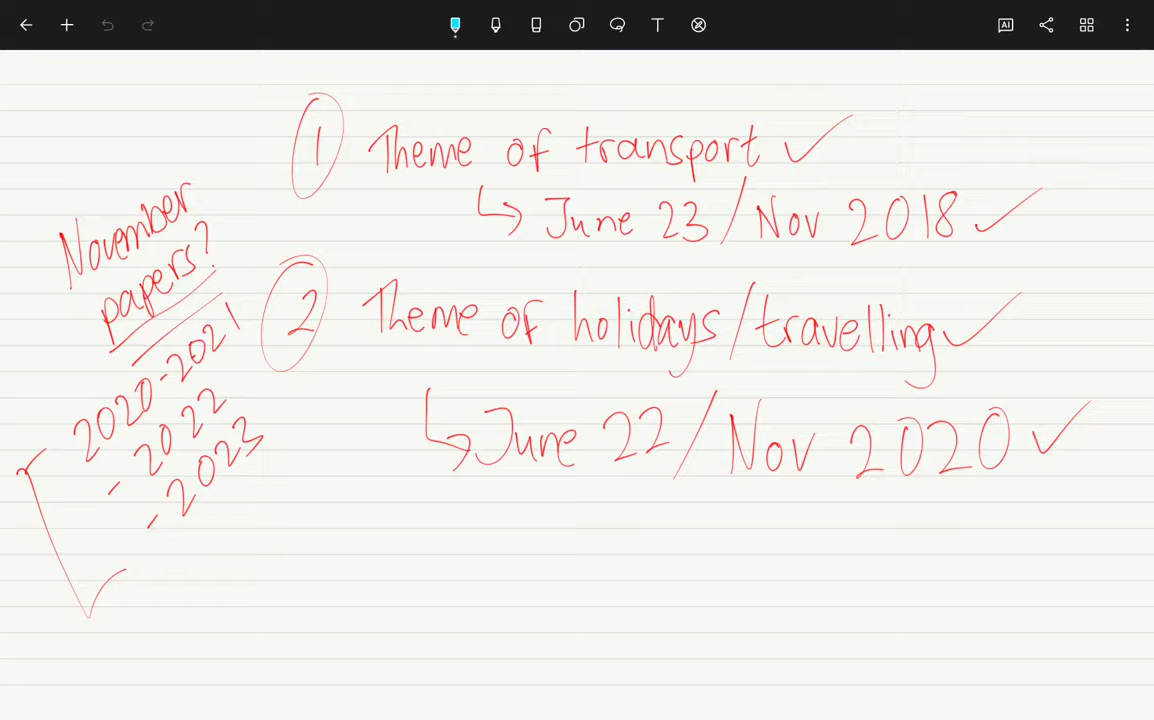 AI
① Theme of transport ✓
↳ June 23 / Nov 2018 ✓
② Theme of holidays/travelling ✓
↳ June 22 / Nov 2020 ✓
November
papers?
2020-2021
- 2022
- 2023